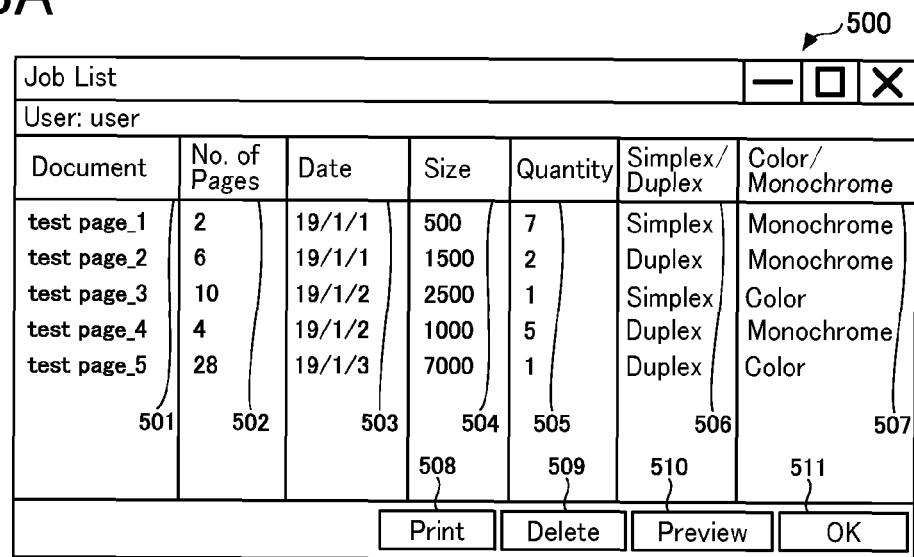 5A
500
Job List
User: user
Document No. of Pages Date Size Quantity Simplex/ Duplex Color/ Monochrome
test page_1 2 19/1/1 500 7 Simplex Monochrome
test page_2 6 19/1/1 1500 2 Duplex Monochrome
test page_3 10 19/1/2 2500 1 Simplex Color
test page_4 4 19/1/2 1000 5 Duplex Monochrome
test page_5 28 19/1/3 7000 1 Duplex Color
501 502 503 504 505 506 507
508 509 510 511
Print Delete Preview OK